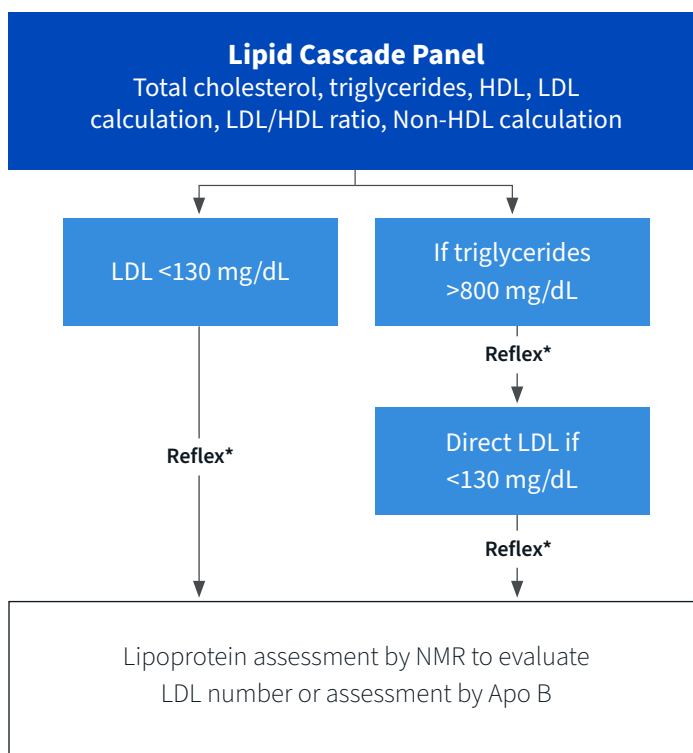 Lipid Cascade Panel
Total cholesterol, triglycerides, HDL, LDL
calculation, LDL/HDL ratio, Non-HDL calculation
LDL <130 mg/dL
If triglycerides
>800 mg/dL
Reflex*
Direct LDL if
<130 mg/dL
Reflex*
Reflex*
Lipoprotein assessment by NMR to evaluate
LDL number or assessment by Apo B